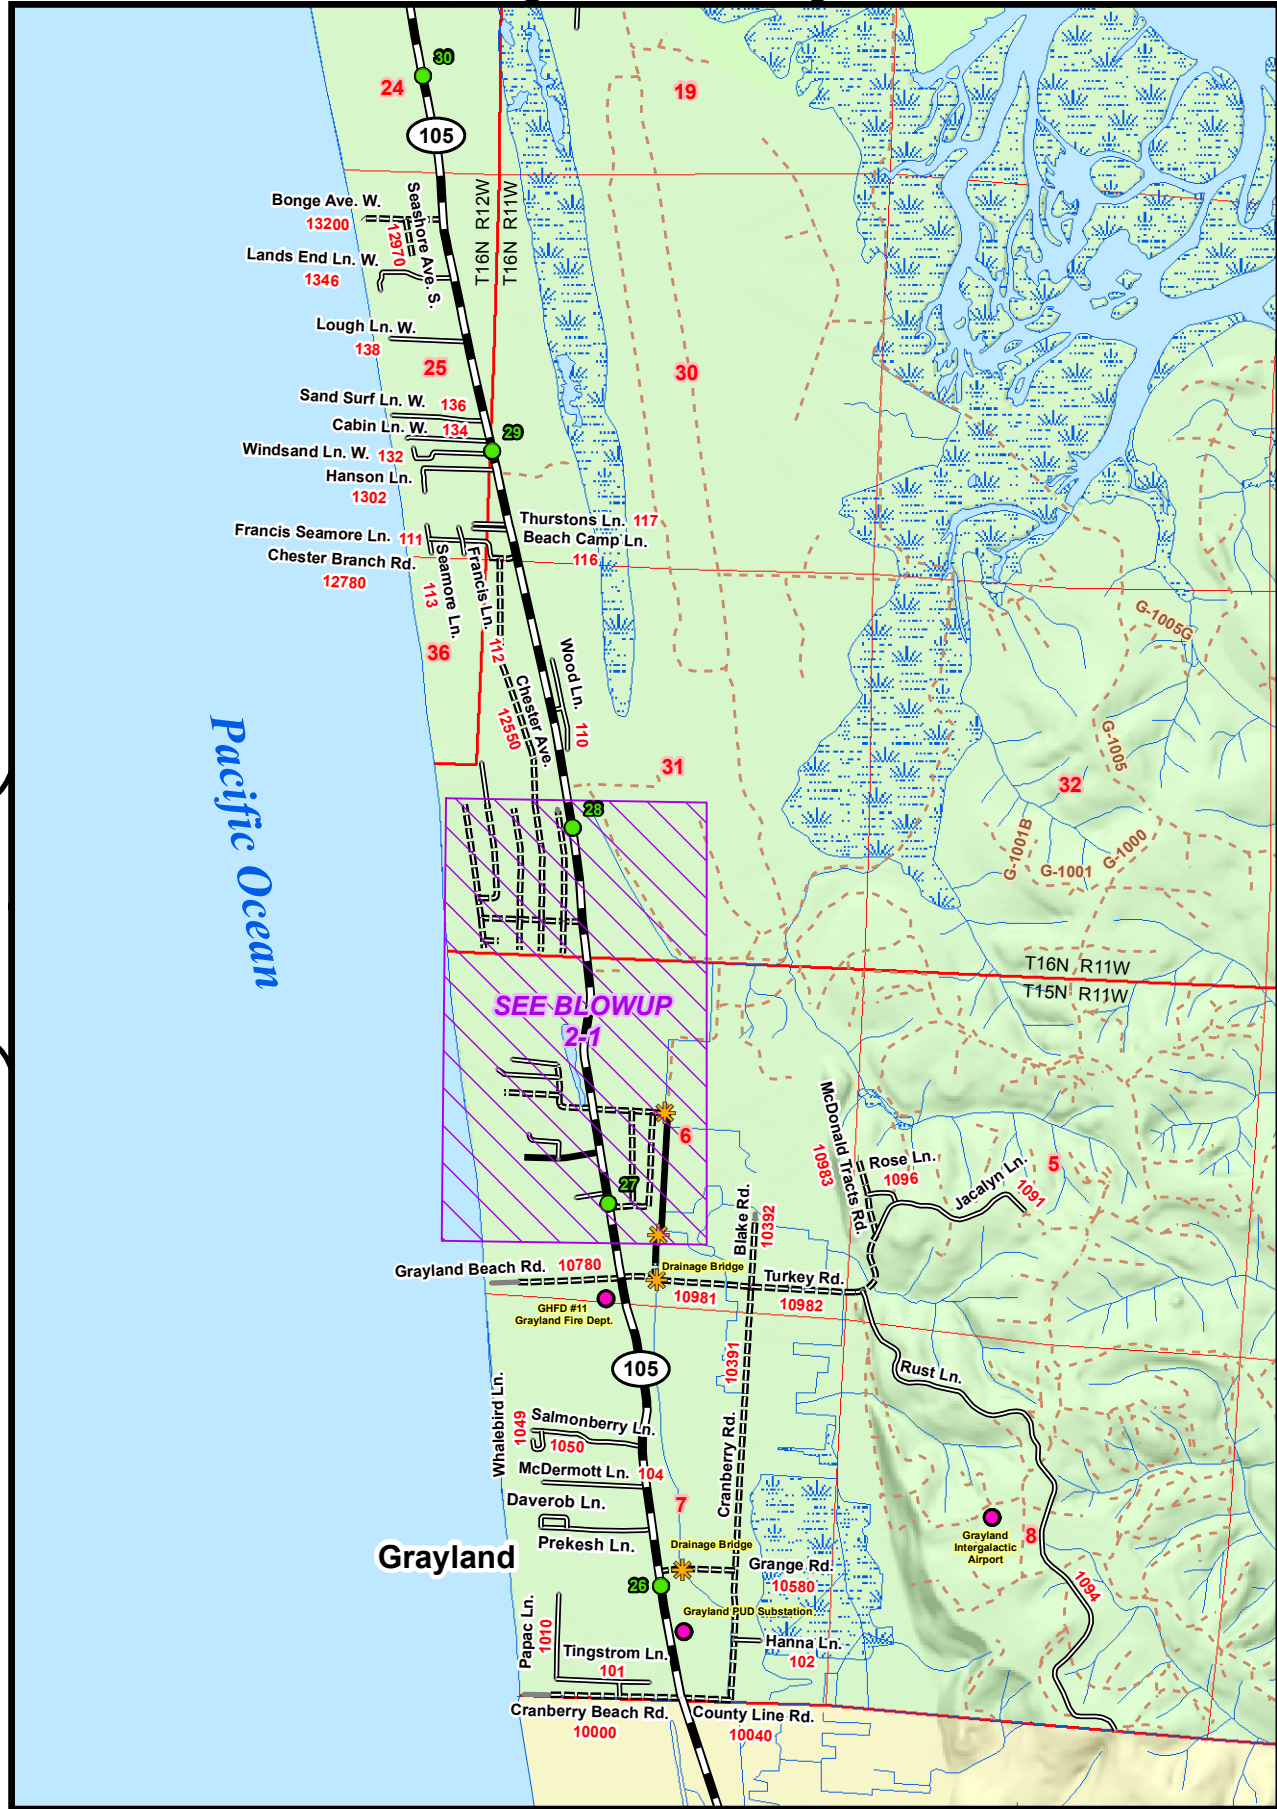 30
24
19
105
Bonge Ave. W.
13200
Seashore Ave. S.
12970
T16N R12W
T16N R11W
Lands End Ln. W.
1346
Lough Ln. W.
138
25
30
Sand Surf Ln. W. 136
Cabin Ln. W. 134
29
Windsand Ln. W. 132
Hanson Ln.
1302
Thurstons Ln. 117
Francis Seamore Ln. 111
Beach Camp Ln.
116
Chester Branch Rd.
12780
Seamore Ln.
113
Francis Ln.
112
36
G-1005G
Wood Ln.
110
Chester Ave.
12550
Pacific Ocean
G-1005
31
32
28
G-1001B
G-1001
G-1000
T16N R11W
T15N R11W
SEE BLOWUP
2-1
6
McDonald Tracts Rd.
10983
Rose Ln.
1096
5
Jacalyn Ln.
1091
27
Blake Rd.
10392
Grayland Beach Rd.
10780
Drainage Bridge
Turkey Rd.
10981
10982
GHFD #11
Grayland Fire Dept.
105
10391
Rust Ln.
Whalebird Ln.
1049
Salmonberry Ln.
1050
Cranberry Rd.
McDermott Ln. 104
Daverob Ln.
7
Prekesh Ln.
Grayland
Grayland
Intergalactic
Airport
8
Drainage Bridge
Grange Rd.
10580
26
1094
Grayland PUD Substation
Papac Ln.
1010
Hanna Ln.
102
Tingstrom Ln.
101
Cranberry Beach Rd.
10000
County Line Rd.
10040